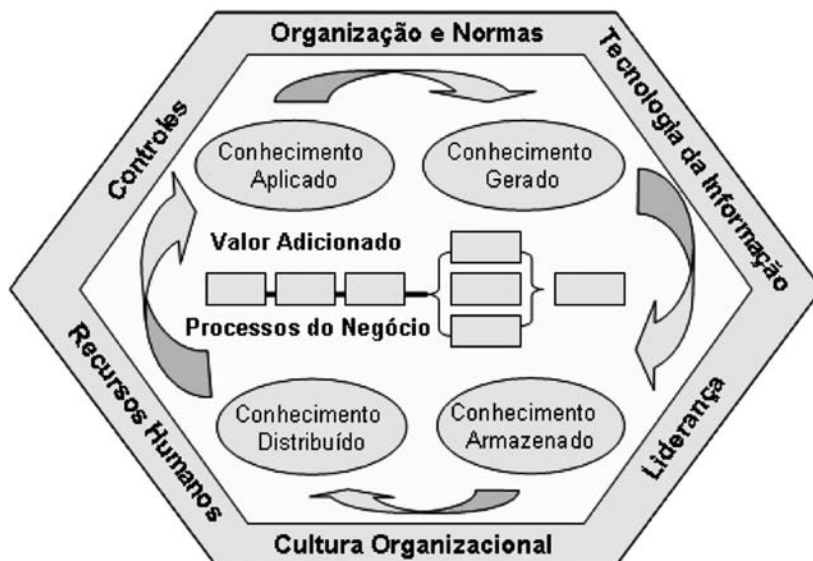 Organização e Normas
Tecnologia da Informação
Controles
Conhecimento
Aplicado
Conhecimento
Gerado
Valor Adicionado
Processos do Negócio
Conhecimento
Distribuído
Conhecimento
Armazenado
Recursos Humanos
Liderança
Cultura Organizacional